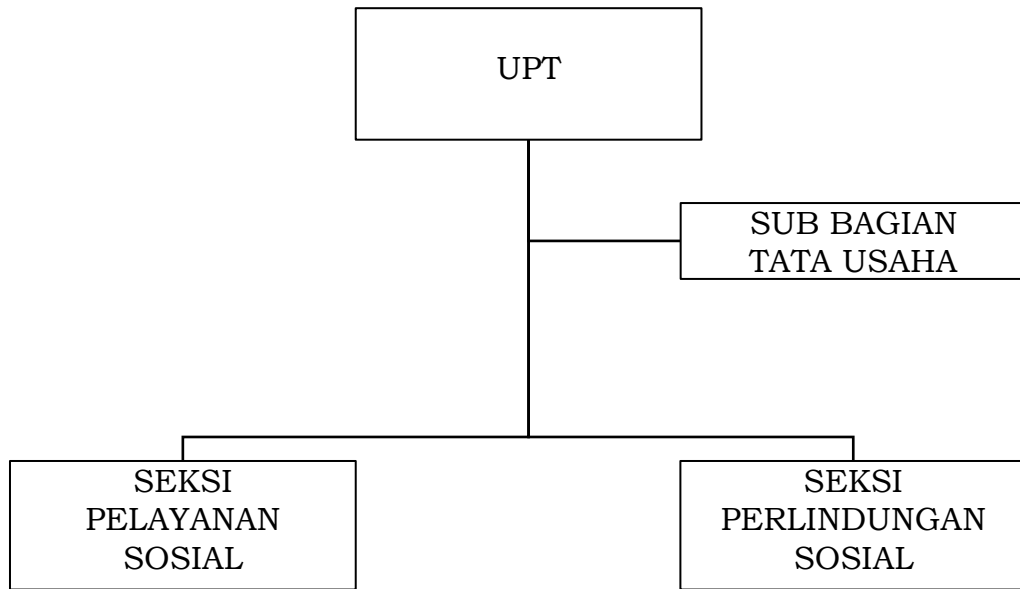 UPT
SUB BAGIAN
TATA USAHA
SEKSI
PELAYANAN
SOSIAL
SEKSI
PERLINDUNGAN
SOSIAL